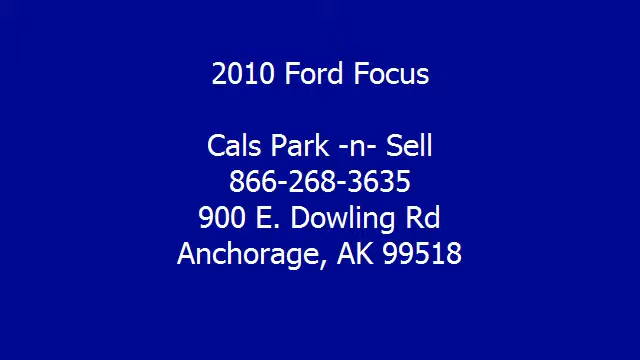 2010 Ford Focus
Cals Park -n- Sell
866-268-3635
900 E. Dowling Rd
Anchorage, AK 99518